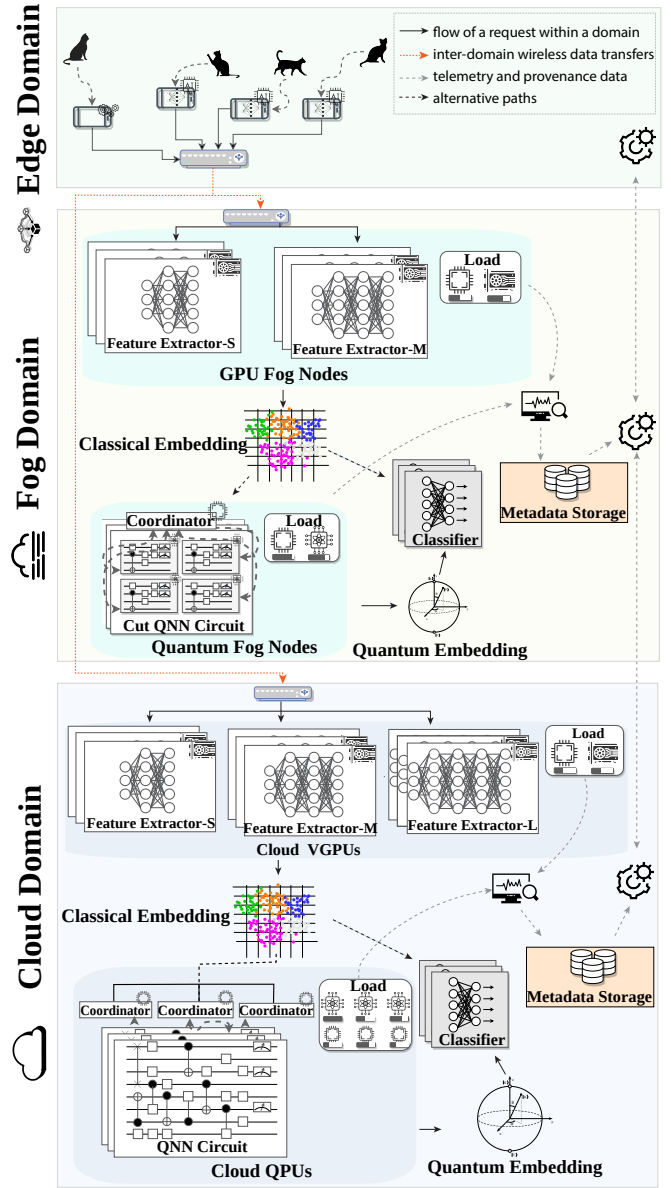 Edge Domain
flow of a request within a domain
inter-domain wireless data transfers
telemetry and provenance data
alternative paths
AI
AI
AI
Fog Domain
Feature Extractor-S
Feature Extractor-M
Load
GPU Fog Nodes
Classical Embedding
Metadata Storage
Classifier
Coordinator
Load
Cut QNN Circuit
Quantum Fog Nodes
Quantum Embedding
Cloud Domain
Feature Extractor-S
Feature Extractor-M
Feature Extractor-L
Load
Cloud VGPUs
Classical Embedding
Metadata Storage
Classifier
Coordinator
Coordinator
Coordinator
Load
QNN Circuit
Cloud QPUs
Quantum Embedding